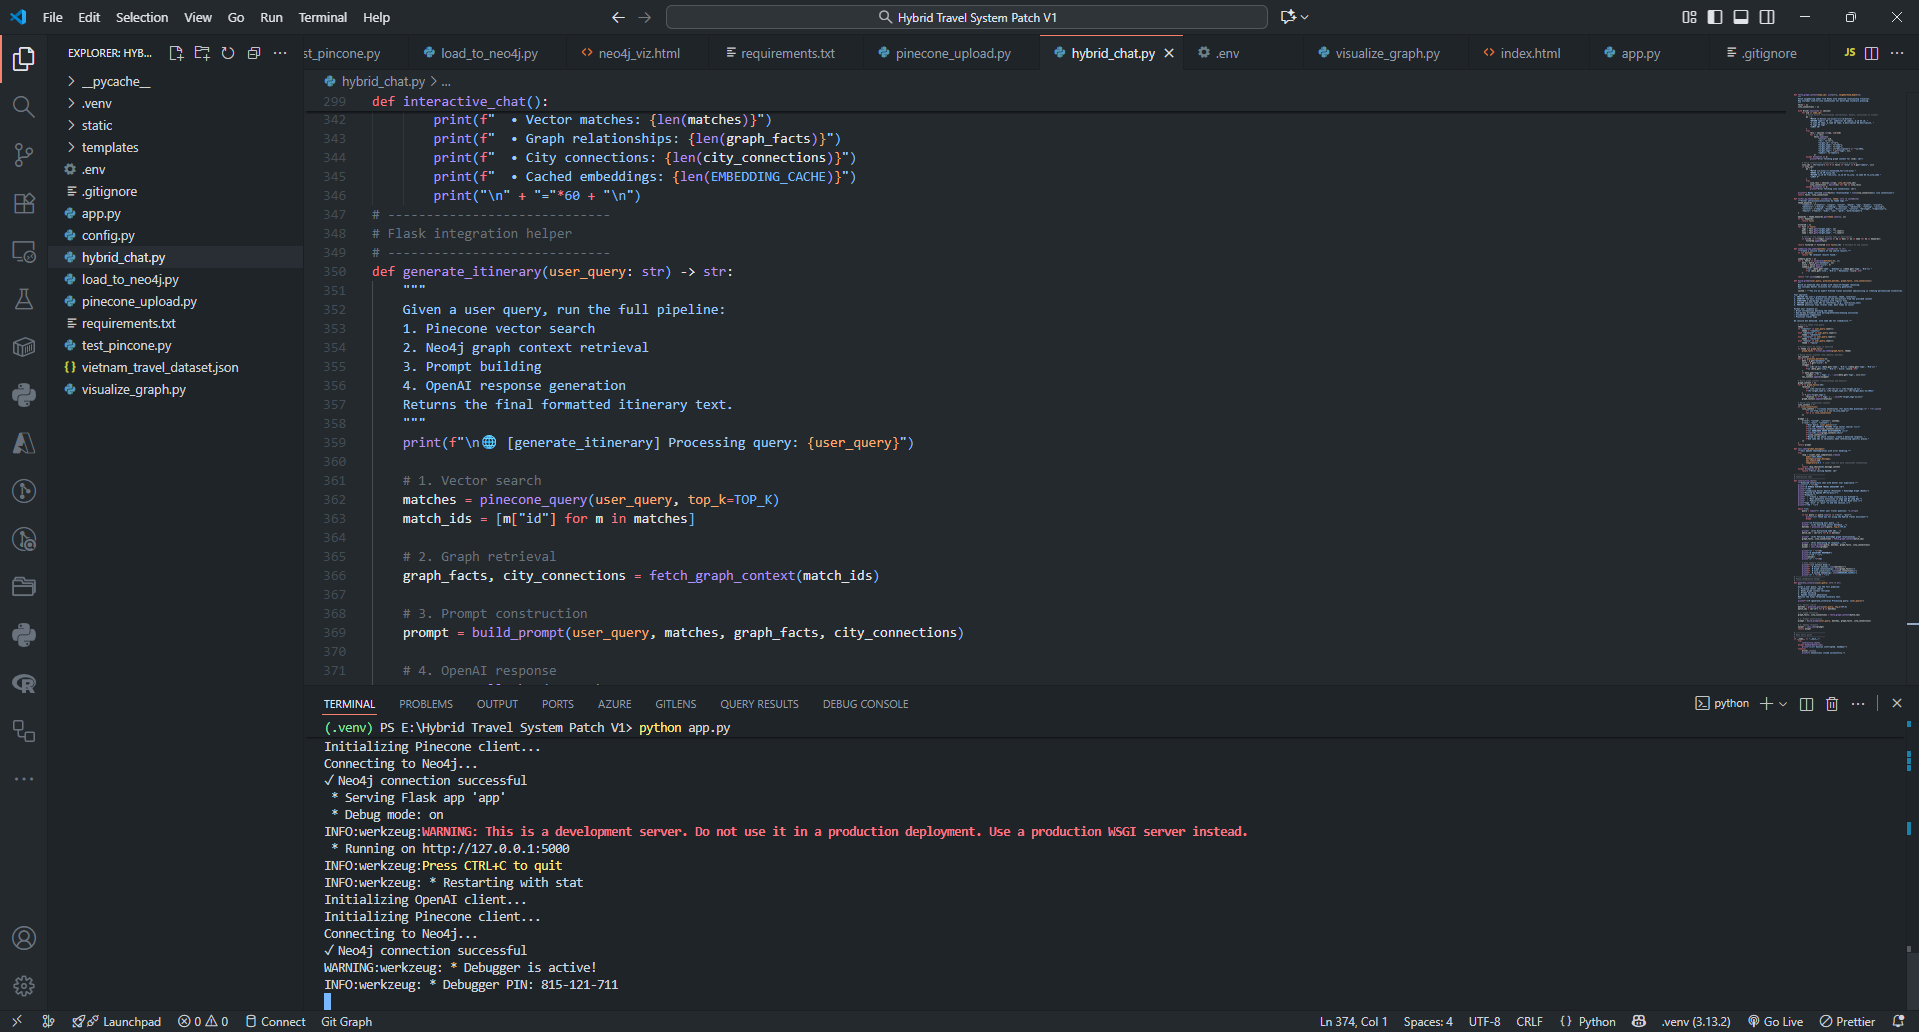 File Edit Selection View Go Run Terminal Help
Hybrid Travel System Patch V1
EXPLORER: HYB...
st_pincone.py load_to_neo4j.py neo4j_viz.html requirements.txt pinecone_upload.py hybrid_chat.py .env visualize_graph.py index.html app.py .gitignore JS
hybrid_chat.py > ...
__pycache__
.venv
static
templates
.env
.gitignore
app.py
config.py
hybrid_chat.py
load_to_neo4j.py
pinecone_upload.py
requirements.txt
test_pincone.py
vietnam_travel_dataset.json
visualize_graph.py
299 def interactive_chat():
342 print(f"  • Vector matches: {len(matches)}")
343 print(f"  • Graph relationships: {len(graph_facts)}")
344 print(f"  • City connections: {len(city_connections)}")
345 print(f"  • Cached embeddings: {len(EMBEDDING_CACHE)}")
346 print("\n" + "="*60 + "\n")
347 # -----------------------------
348 # Flask integration helper
349 # -----------------------------
350 def generate_itinerary(user_query: str) -> str:
351 """
352 Given a user query, run the full pipeline:
353 1. Pinecone vector search
354 2. Neo4j graph context retrieval
355 3. Prompt building
356 4. OpenAI response generation
357 Returns the final formatted itinerary text.
358 """
359 print(f"\n🌐 [generate_itinerary] Processing query: {user_query}")
360
361 # 1. Vector search
362 matches = pinecone_query(user_query, top_k=TOP_K)
363 match_ids = [m["id"] for m in matches]
364
365 # 2. Graph retrieval
366 graph_facts, city_connections = fetch_graph_context(match_ids)
367
368 # 3. Prompt construction
369 prompt = build_prompt(user_query, matches, graph_facts, city_connections)
370
371 # 4. OpenAI response
TERMINAL PROBLEMS OUTPUT PORTS AZURE GITLENS QUERY RESULTS DEBUG CONSOLE python
(.venv) PS E:\Hybrid Travel System Patch V1> python app.py
Initializing Pinecone client...
Connecting to Neo4j...
✓ Neo4j connection successful
* Serving Flask app 'app'
* Debug mode: on
INFO:werkzeug:WARNING: This is a development server. Do not use it in a production deployment. Use a production WSGI server instead.
* Running on http://127.0.0.1:5000
INFO:werkzeug:Press CTRL+C to quit
INFO:werkzeug: * Restarting with stat
Initializing OpenAI client...
Initializing Pinecone client...
Connecting to Neo4j...
✓ Neo4j connection successful
WARNING:werkzeug: * Debugger is active!
INFO:werkzeug: * Debugger PIN: 815-121-711
Launchpad 0 0 Connect Git Graph Ln 374, Col 1 Spaces: 4 UTF-8 CRLF {} Python .venv (3.13.2) Go Live Prettier